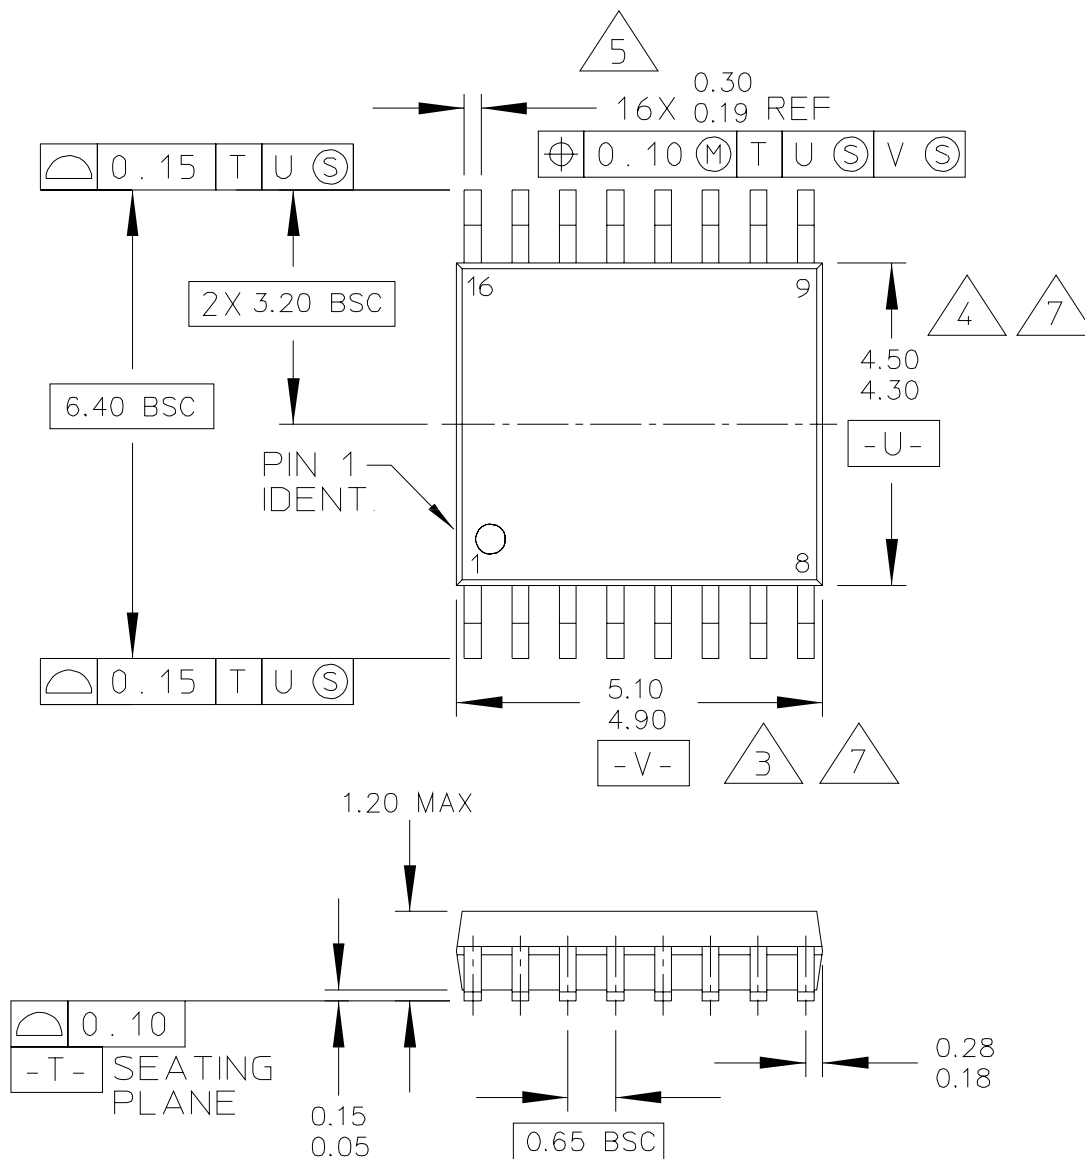 5
0.30
16X 0.19 REF
0.15 T U Ⓢ
⌖ 0.10 Ⓜ T U Ⓢ V Ⓢ
16 9
2X 3.20 BSC
4 7
4.50
4.30
6.40 BSC
-U-
PIN 1
IDENT.
1 8
0.15 T U Ⓢ
5.10
4.90
-V- 3 7
1.20 MAX
0.10
-T- SEATING
PLANE
0.28
0.18
0.15
0.05
0.65 BSC